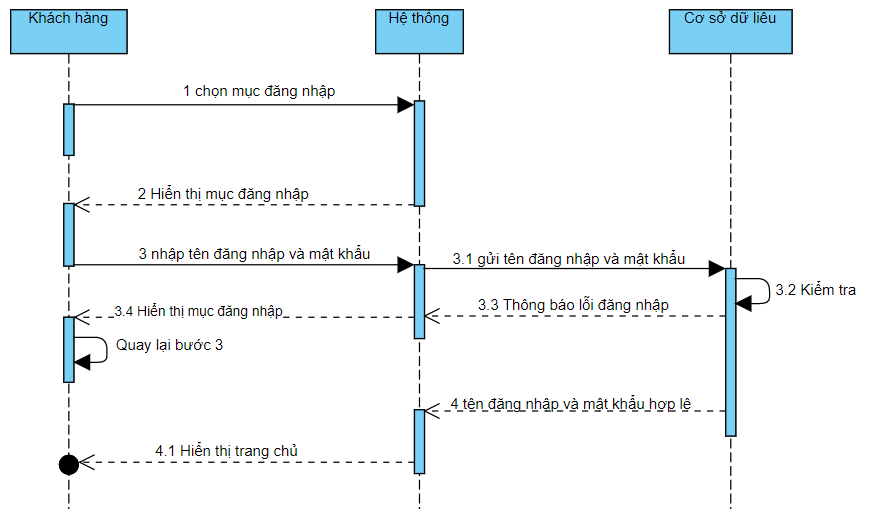 Khách hàng
Hệ thông
Cơ sở dữ liêu
1 chọn mục đăng nhập
2 Hiển thị mục đăng nhập
3 nhập tên đăng nhập và mật khẩu
3.1 gửi tên đăng nhập và mật khẩu
3.2 Kiểm tra
3.3 Thông báo lỗi đăng nhập
3.4 Hiển thị mục đăng nhập
Quay lại bước 3
4 tên đăng nhập và mật khẩu hợp lê
4.1 Hiển thị trang chủ